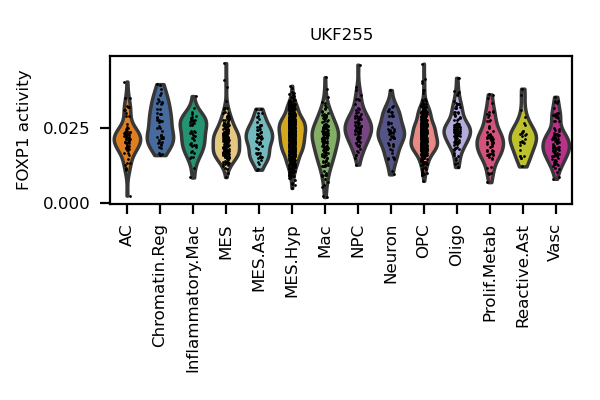 UKF255
FOXP1 activity
0.025
0.000
AC
Chromatin.Reg
Inflammatory.Mac
MES
MES.Ast
MES.Hyp
Mac
NPC
Neuron
OPC
Oligo
Prolif.Metab
Reactive.Ast
Vasc